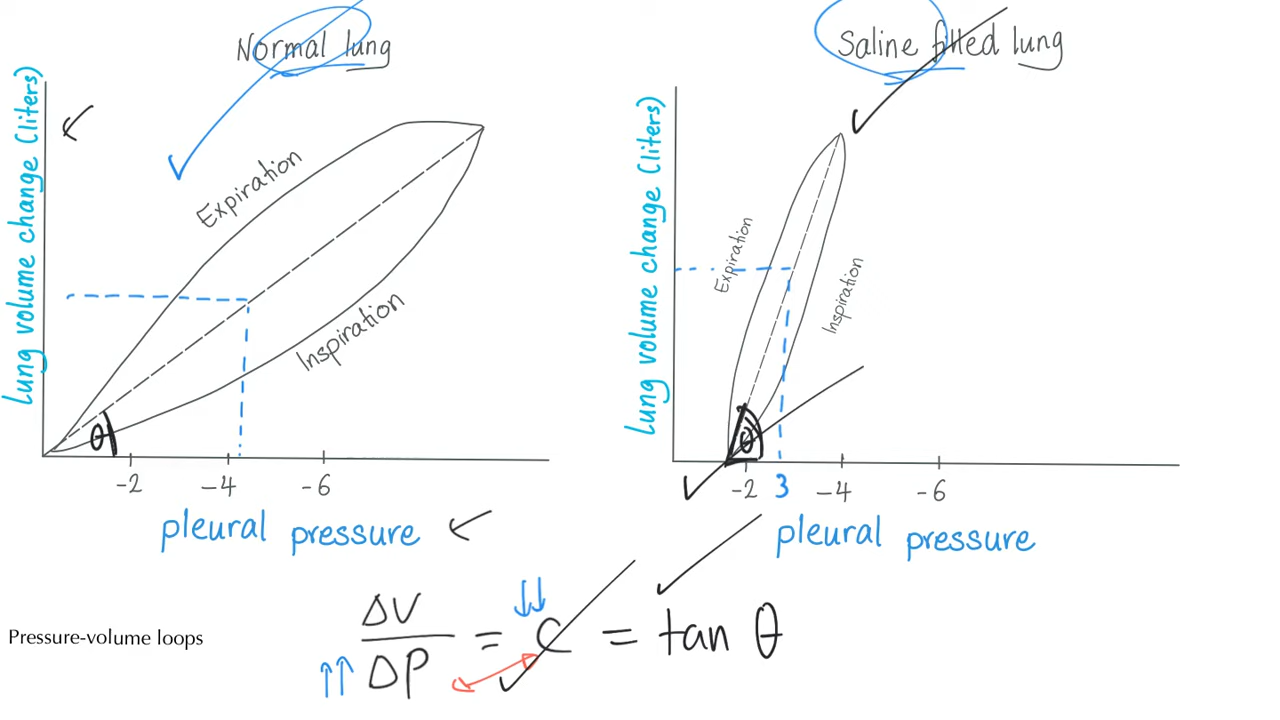 Normal lung
Lung volume change (liters)
Expiration
Inspiration
θ
-2 -4 -6
pleural pressure
Saline filled lung
Lung volume change (liters)
Expiration
Inspiration
θ
-2 3 -4 -6
pleural pressure
Pressure-volume loops
ΔV
↑↑ ΔP
= ↓↓ C = tan θ